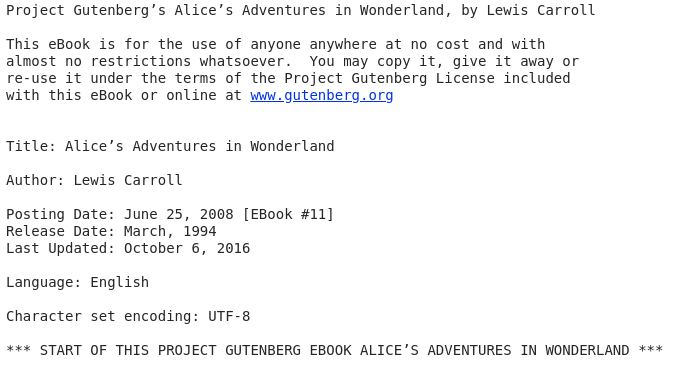 Project Gutenberg’s Alice’s Adventures in Wonderland, by Lewis Carroll
This eBook is for the use of anyone anywhere at no cost and with
almost no restrictions whatsoever.  You may copy it, give it away or
re-use it under the terms of the Project Gutenberg License included
with this eBook or online at www.gutenberg.org
Title: Alice’s Adventures in Wonderland
Author: Lewis Carroll
Posting Date: June 25, 2008 [EBook #11]
Release Date: March, 1994
Last Updated: October 6, 2016
Language: English
Character set encoding: UTF-8
*** START OF THIS PROJECT GUTENBERG EBOOK ALICE’S ADVENTURES IN WONDERLAND ***